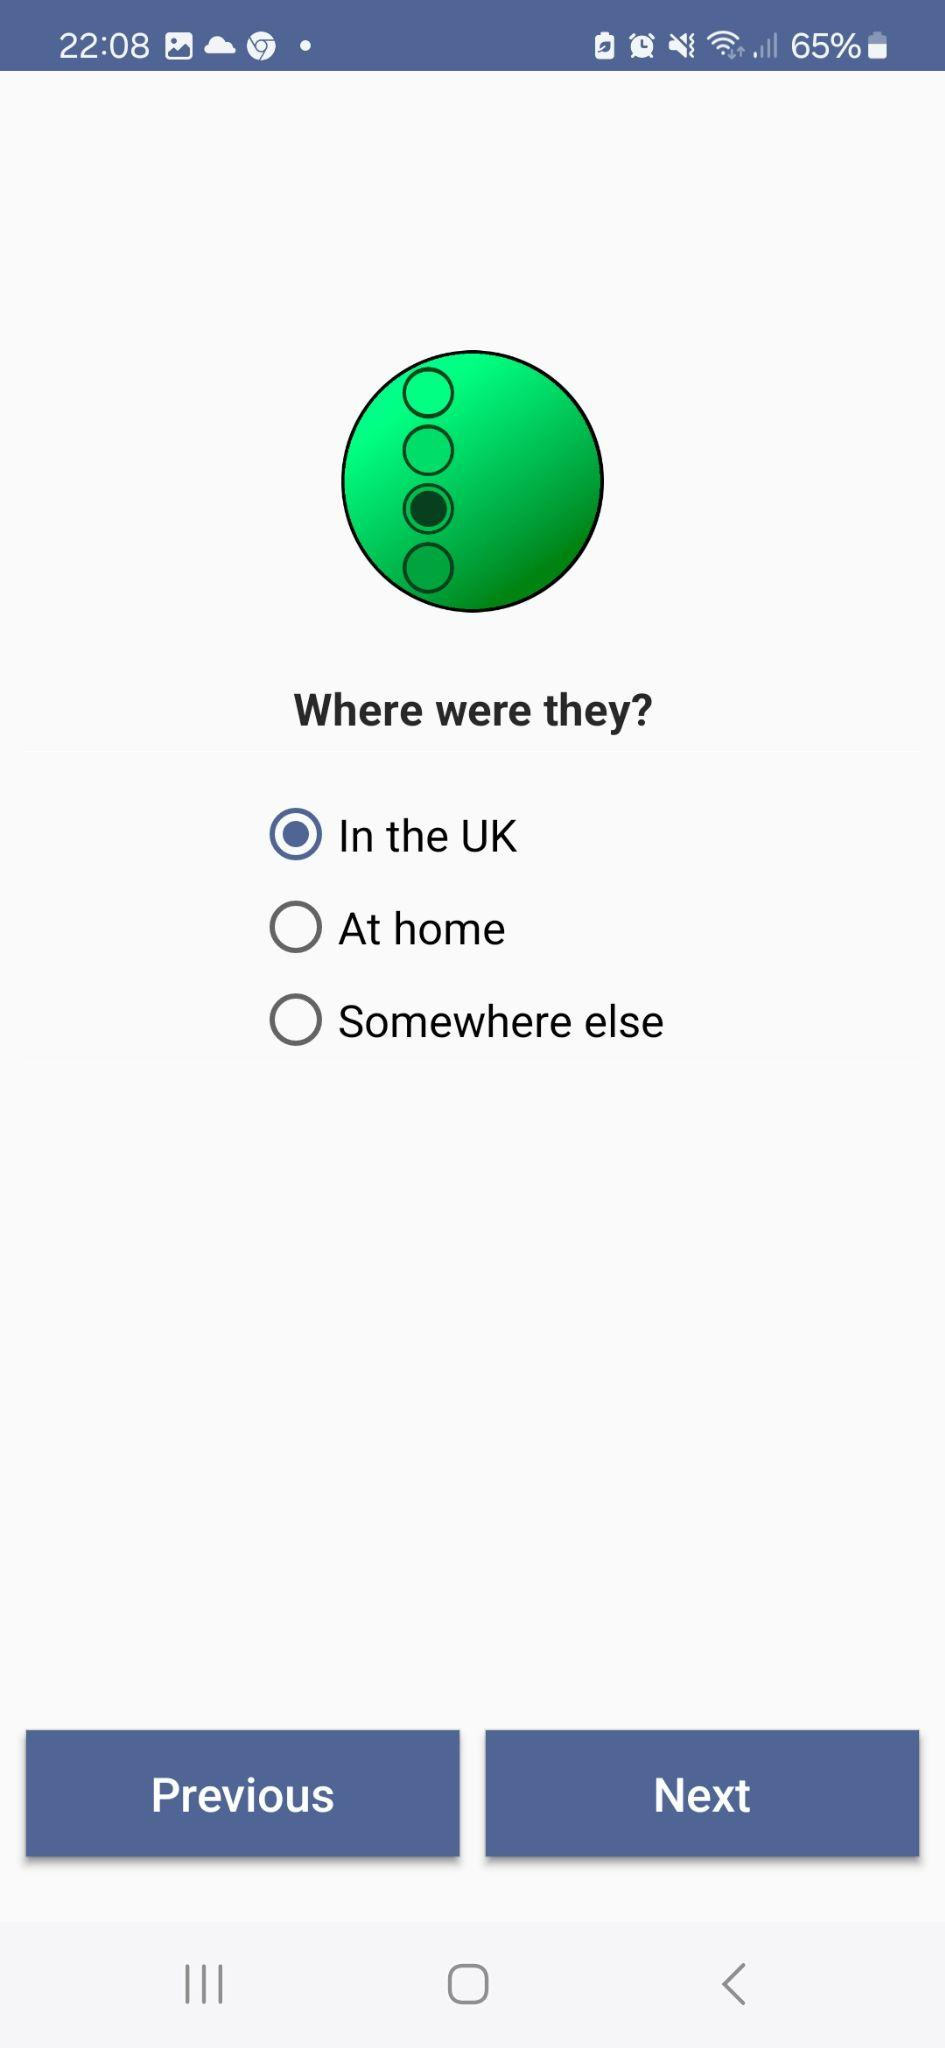 22:08 65%
Where were they?
In the UK
At home
Somewhere else
Previous Next